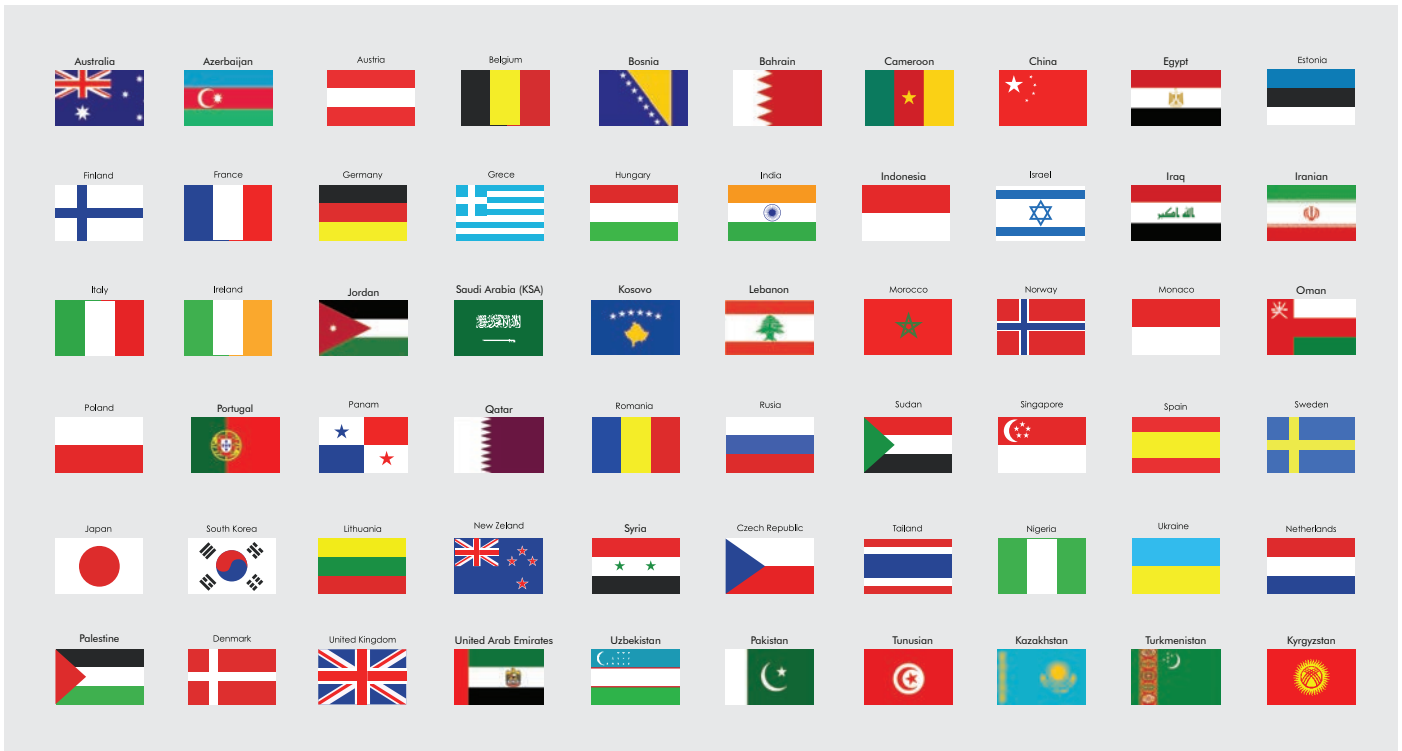 Australia
Azerbaijan
Austria
Belgium
Bosnia
Bahrain
Cameroon
China
Egypt
Estonia
Finland
France
Germany
Grece
Hungary
India
Indonesia
Israel
Iraq
الله اكبر
Iranian
Italy
Ireland
Jordan
Saudi Arabia (KSA)
Kosovo
Lebanon
Morocco
Norway
Monaco
Oman
Poland
Portugal
Panam
Qatar
Romania
Rusia
Sudan
Singapore
Spain
Sweden
Japan
South Korea
Lithuania
New Zeland
Syria
Czech Republic
Tailand
Nigeria
Ukraine
Netherlands
Palestine
Denmark
United Kingdom
United Arab Emirates
Uzbekistan
Pakistan
Tunusian
Kazakhstan
Turkmenistan
Kyrgyzstan